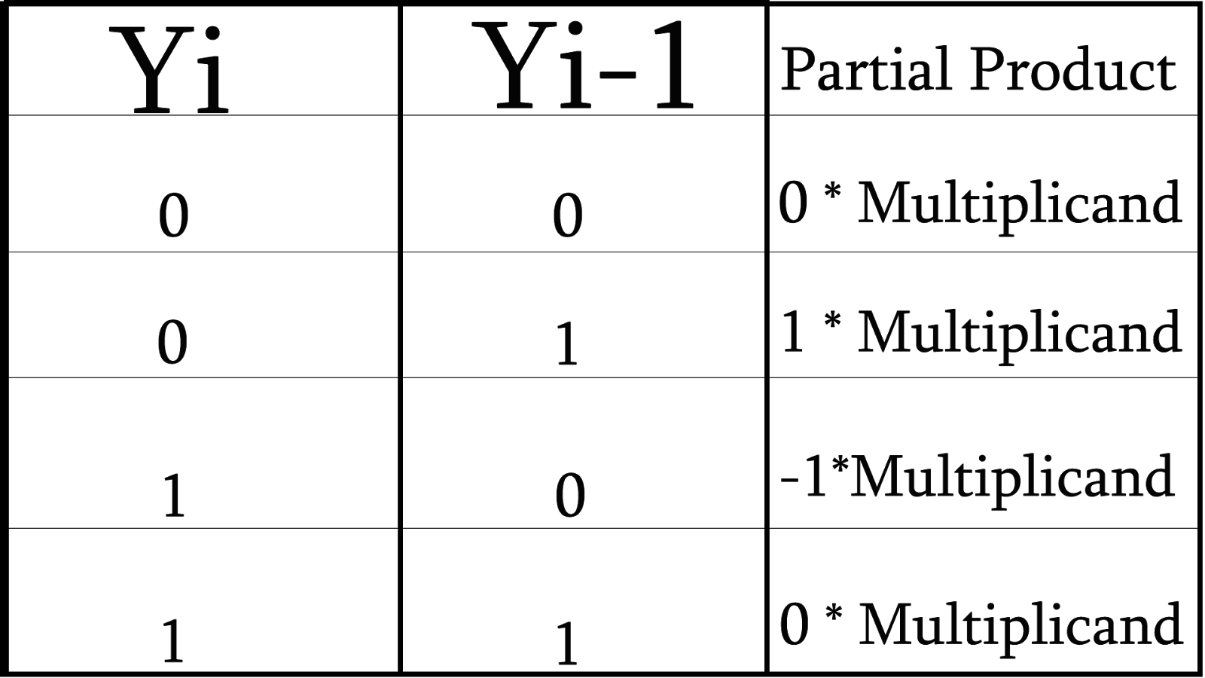 Yi Yi-1 Partial Product
0 0 0 * Multiplicand
0 1 1 * Multiplicand
1 0 -1*Multiplicand
1 1 0 * Multiplicand